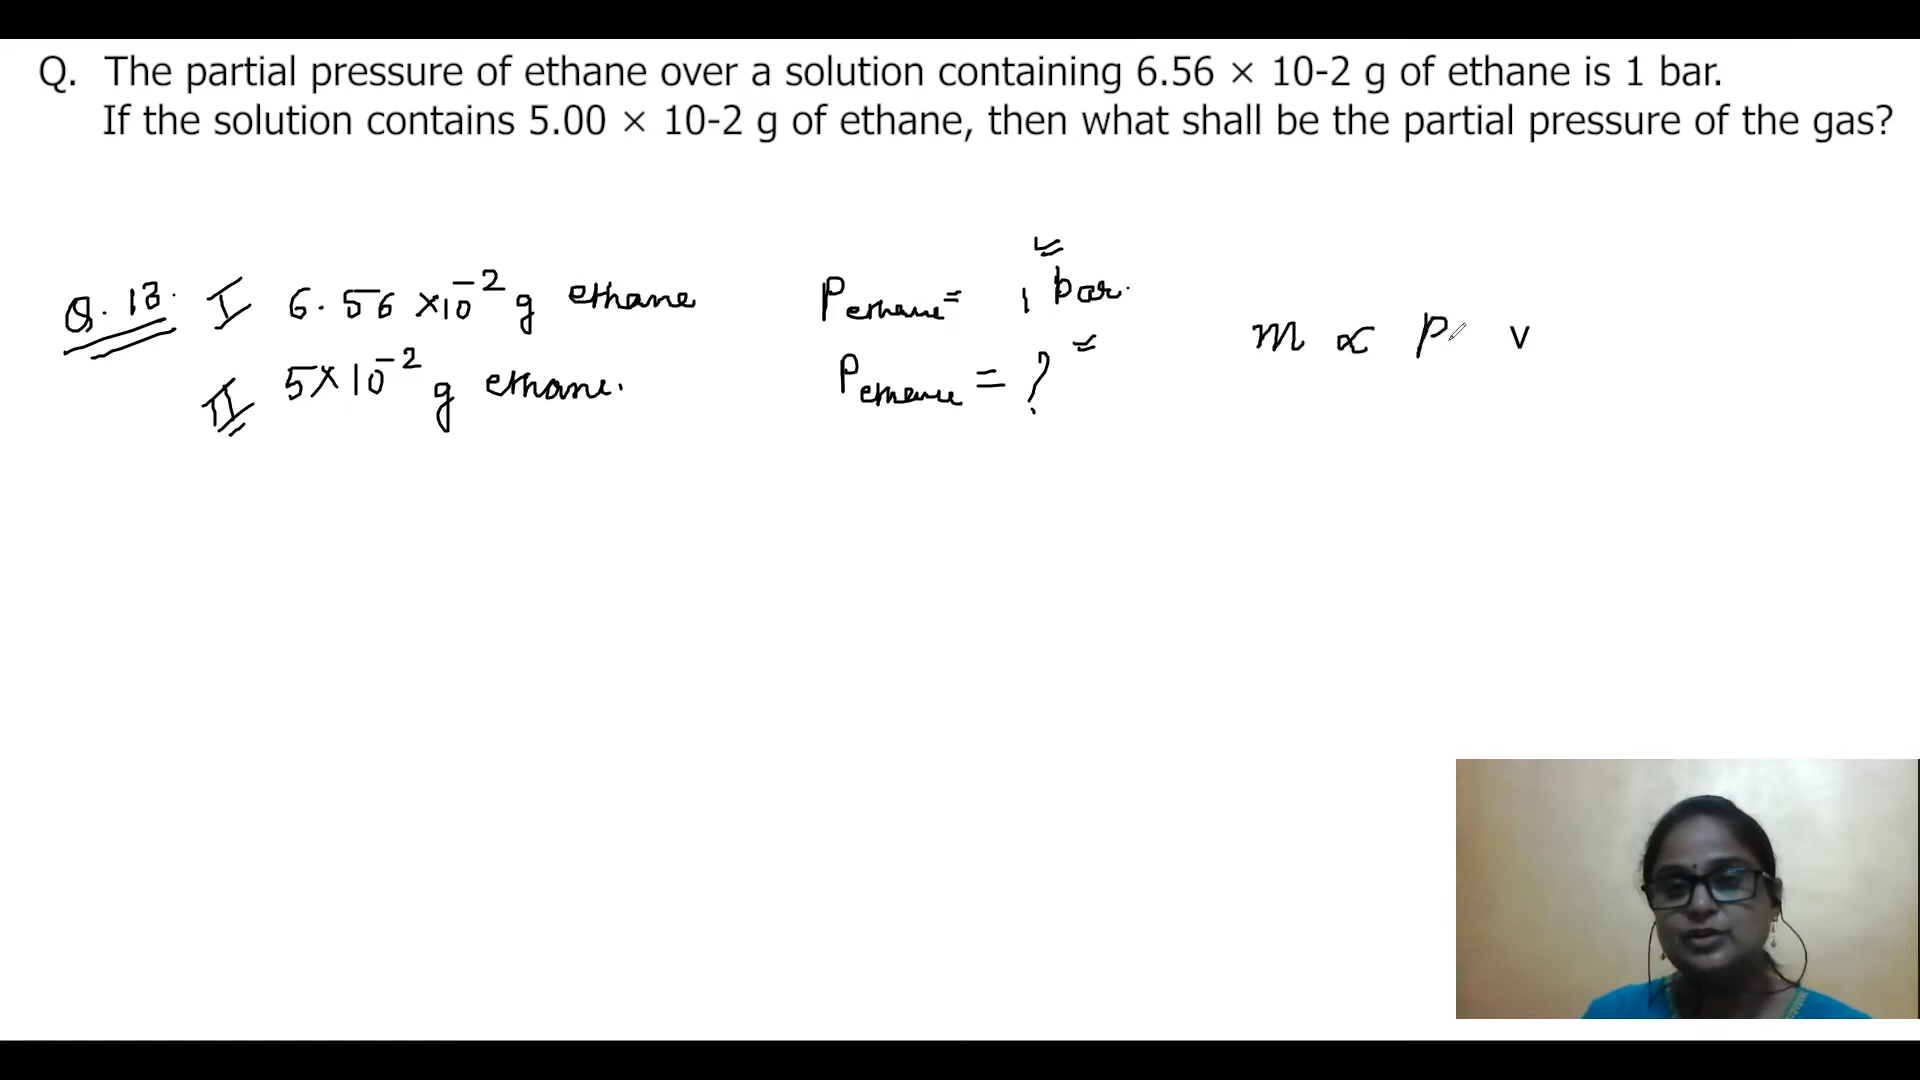 Q. The partial pressure of ethane over a solution containing 6.56 × 10-2 g of ethane is 1 bar.
If the solution contains 5.00 × 10-2 g of ethane, then what shall be the partial pressure of the gas?
Q. 13. I 6.56 ×10⁻² g ethane Pethane = 1 bar.
II 5×10⁻² g ethane. Pethane = ?
m ∝ P v